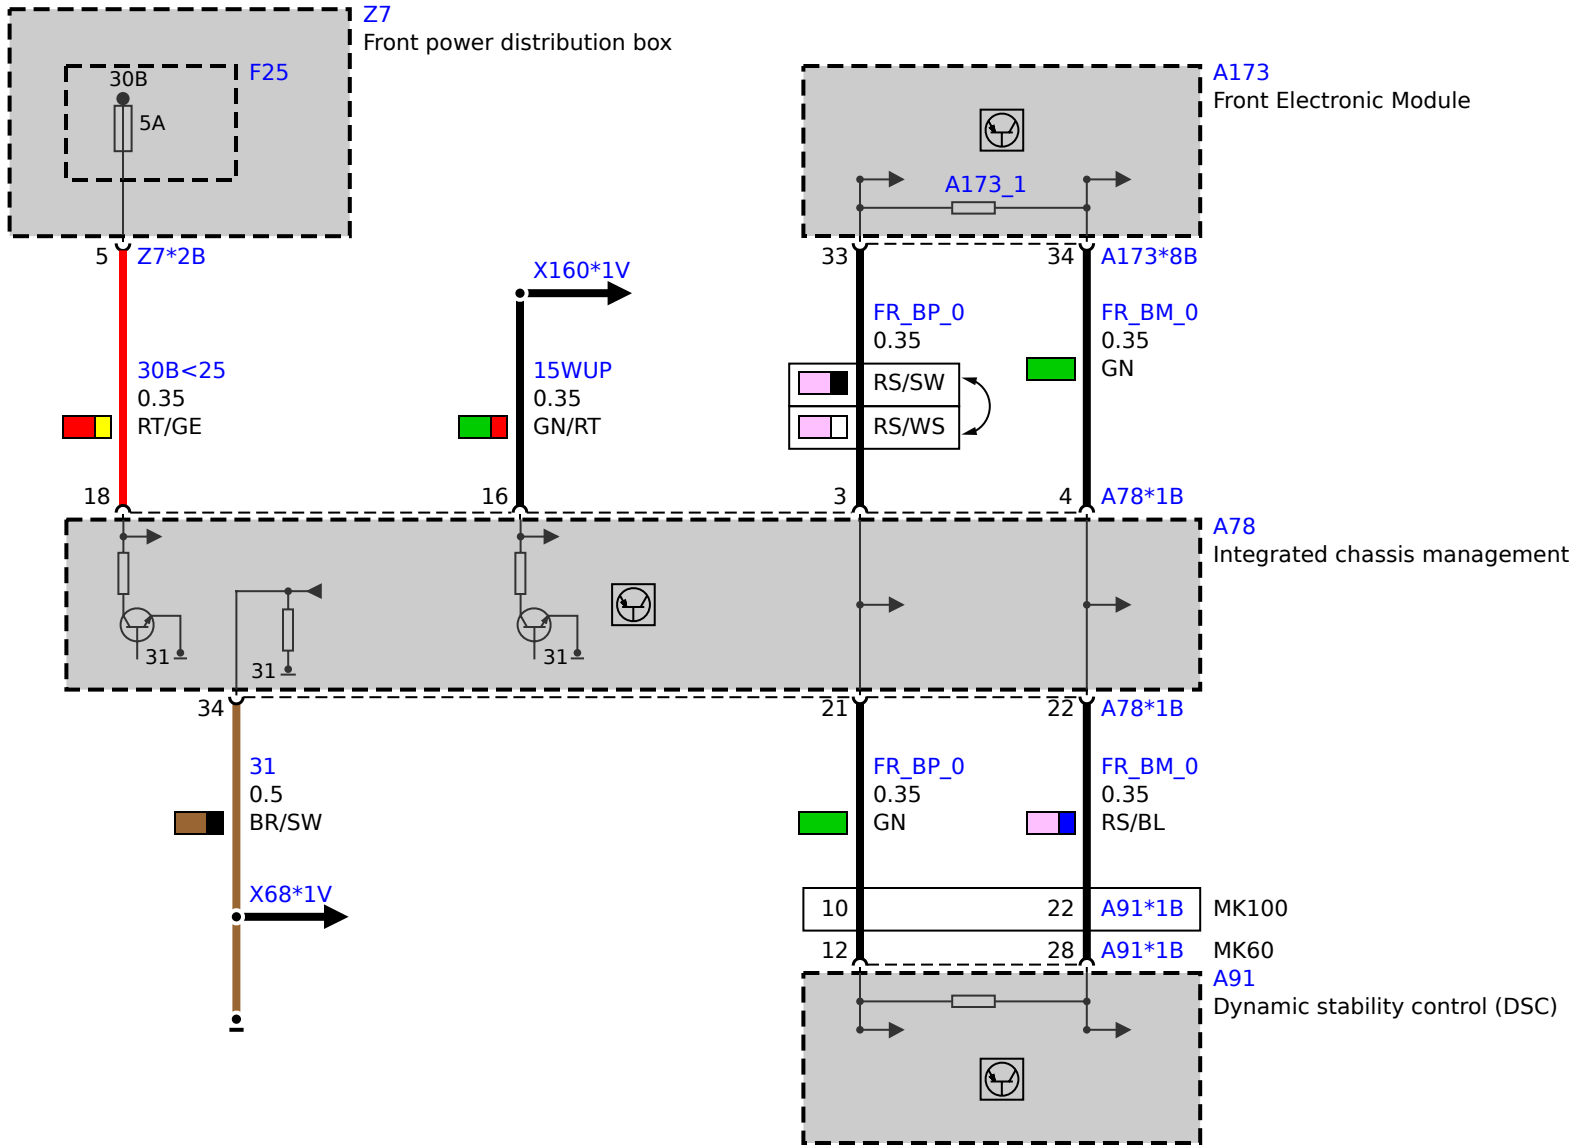 Z7
Front power distribution box
30B
F25
5A
A173
Front Electronic Module
A173_1
5
Z7*2B
33
34
A173*8B
X160*1V
FR_BP_0
0.35
RS/SW
RS/WS
FR_BM_0
0.35
GN
30B<25
0.35
RT/GE
15WUP
0.35
GN/RT
18
16
3
4
A78*1B
A78
Integrated chassis management
31
31
31
34
21
22
A78*1B
31
0.5
BR/SW
FR_BP_0
0.35
GN
FR_BM_0
0.35
RS/BL
X68*1V
10
22
A91*1B
MK100
12
28
A91*1B
MK60
A91
Dynamic stability control (DSC)